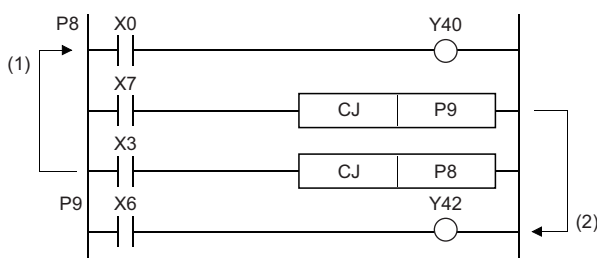 P8 X0 Y40
(1)
X7
CJ P9
X3
CJ P8
P9 X6 Y42
(2)